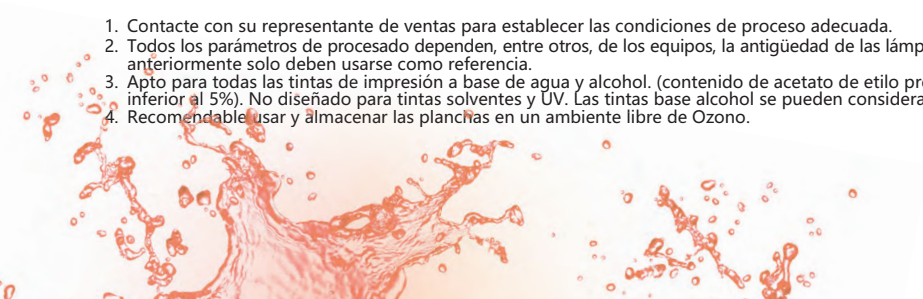 1. Contacte con su representante de ventas para establecer las condiciones de proceso adecuada.
2. Todos los parámetros de procesado dependen, entre otros, de los equipos, la antigüedad de las
anteriormente solo deben usarse como referencia.
3. Apto para todas las tintas de impresión a base de agua y alcohol. (contenido de acetato de etilo
inferior al 5%). No diseñado para tintas solventes y UV. Las tintas base alcohol se pueden
4. Recomendable usar y almacenar las planchas en un ambiente libre de Ozono.